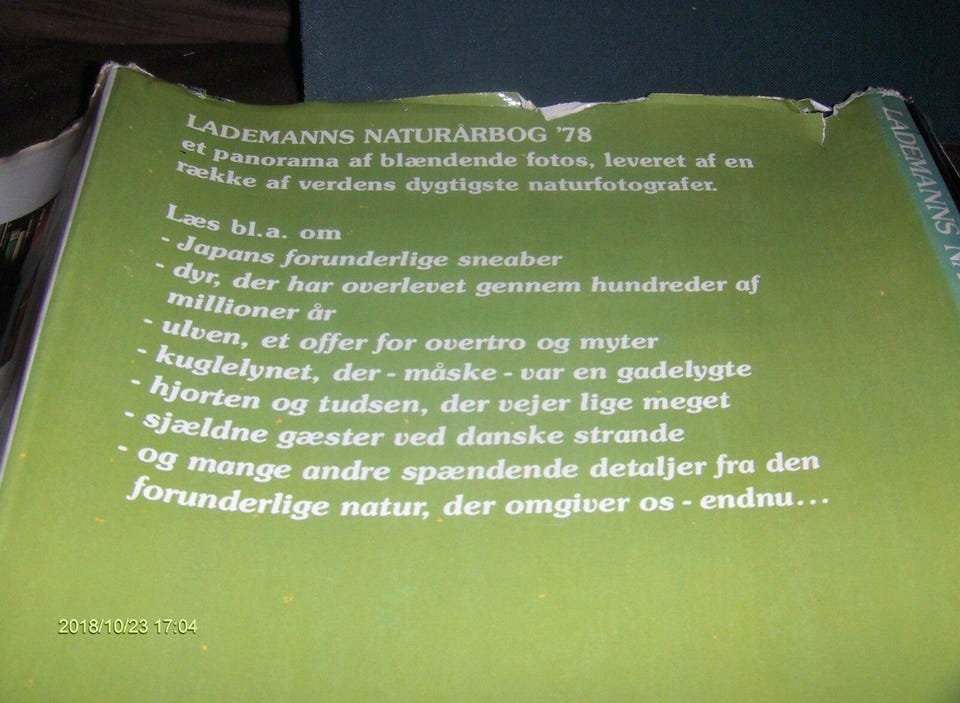 LADEMANNS NATURÅRBOG '78
et panorama af blændende fotos, leveret af en
række af verdens dygtigste naturfotografer.
Læs bl.a. om
- Japans forunderlige sneaber
- dyr, der har overlevet gennem hundreder af
millioner år
- ulven, et offer for overtro og myter
- kuglelynet, der - måske - var en gadelygte
- hjorten og tudsen, der vejer lige meget
- sjældne gæster ved danske strande
- og mange andre spændende detaljer fra den
forunderlige natur, der omgiver os - endnu...
LADEMANNS
2018/10/23 17:04